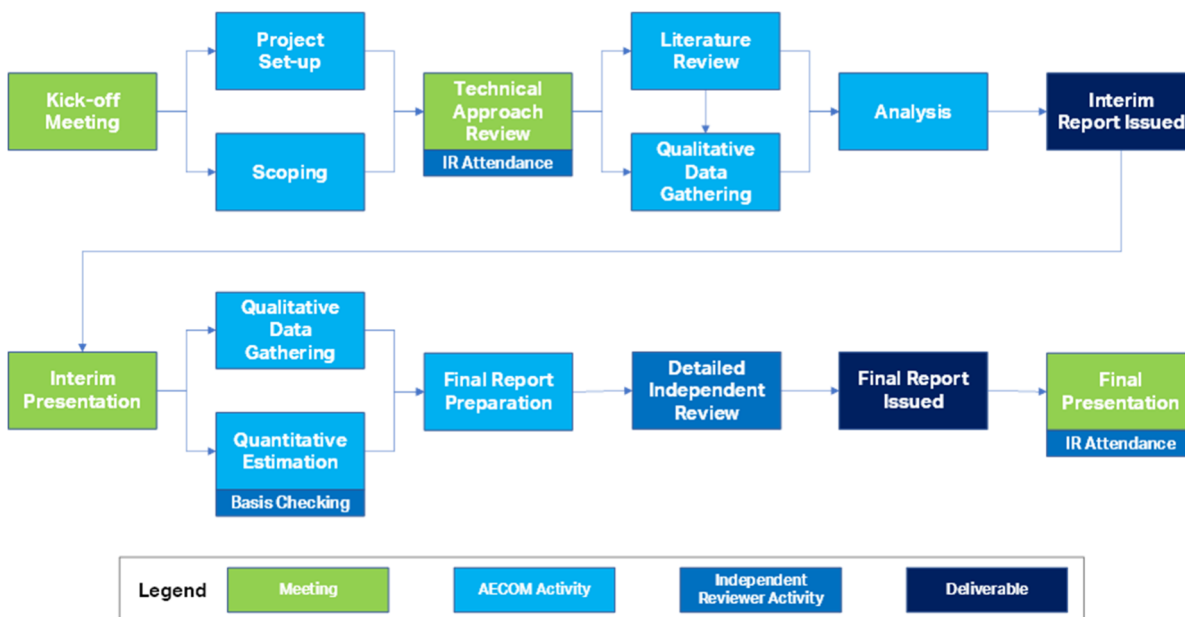 Project
Set-up
Literature
Review
Kick-off
Meeting
Technical
Approach
Review
IR Attendance
Analysis
Interim
Report Issued
Scoping
Qualitative
Data
Gathering
Qualitative
Data
Gathering
Interim
Presentation
Final Report
Preparation
Detailed
Independent
Review
Final Report
Issued
Final
Presentation
IR Attendance
Quantitative
Estimation
Basis Checking
Legend
Meeting
AECOM Activity
Independent
Reviewer Activity
Deliverable